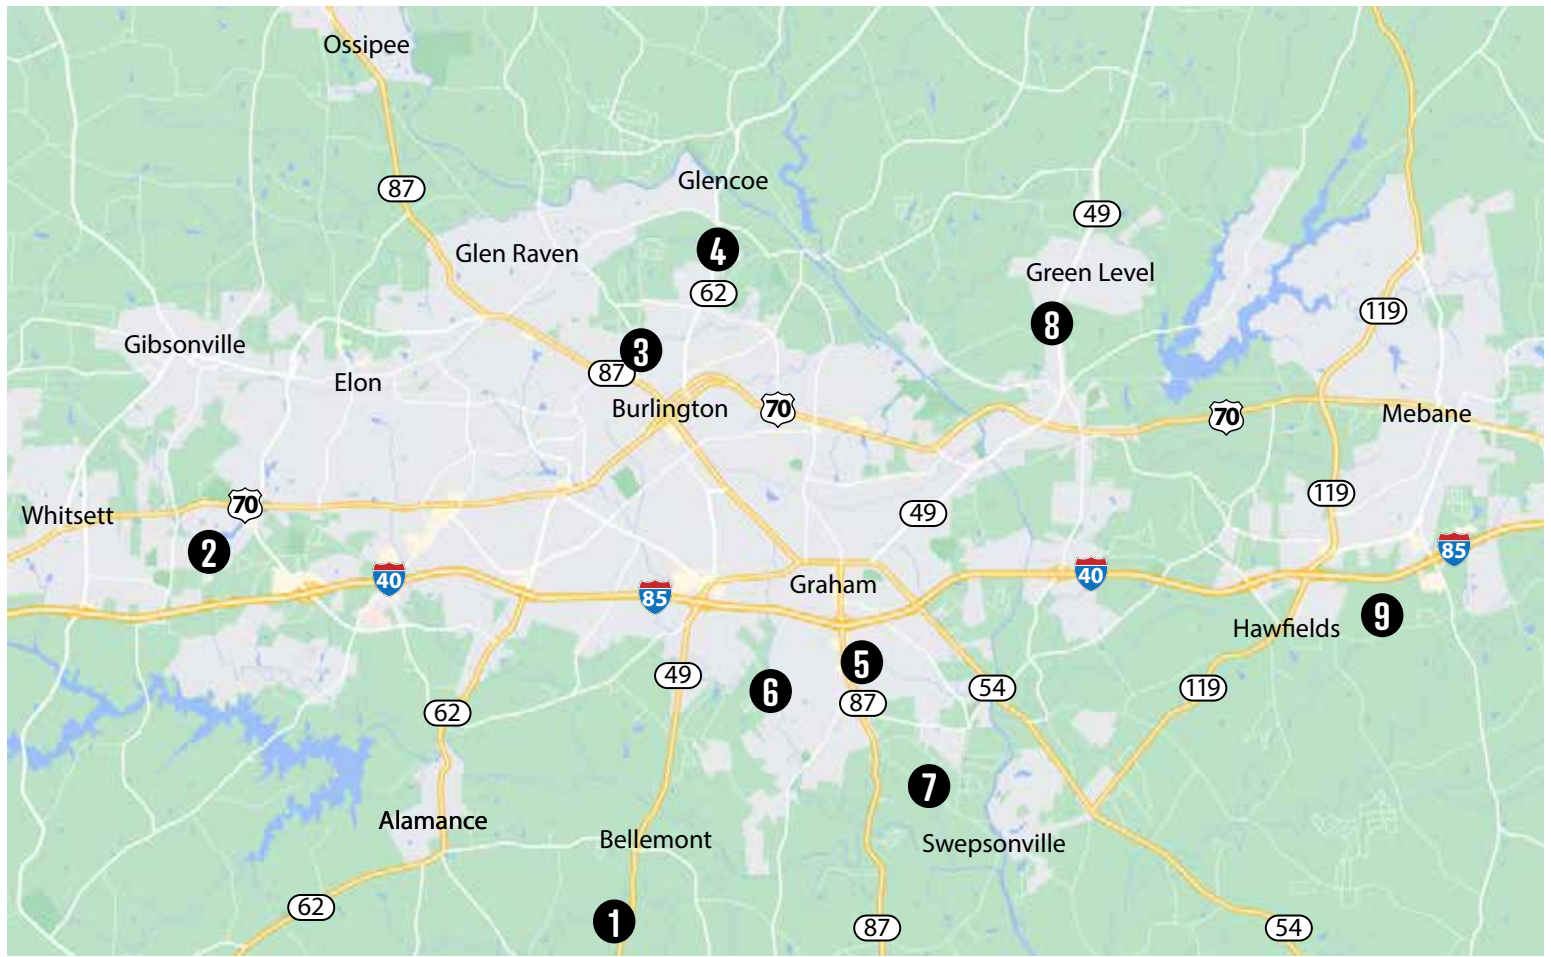 Ossipee
87
Glencoe
49
Glen Raven
4
Green Level
62
119
8
Gibsonville
3
87
Elon
Burlington
70
70
Mebane
119
70
49
Whitsett
2
85
40
40
Graham
85
9
Hawfields
5
49
6
54
119
87
62
7
Alamance
Bellemont
Swepsonville
62
1
87
54